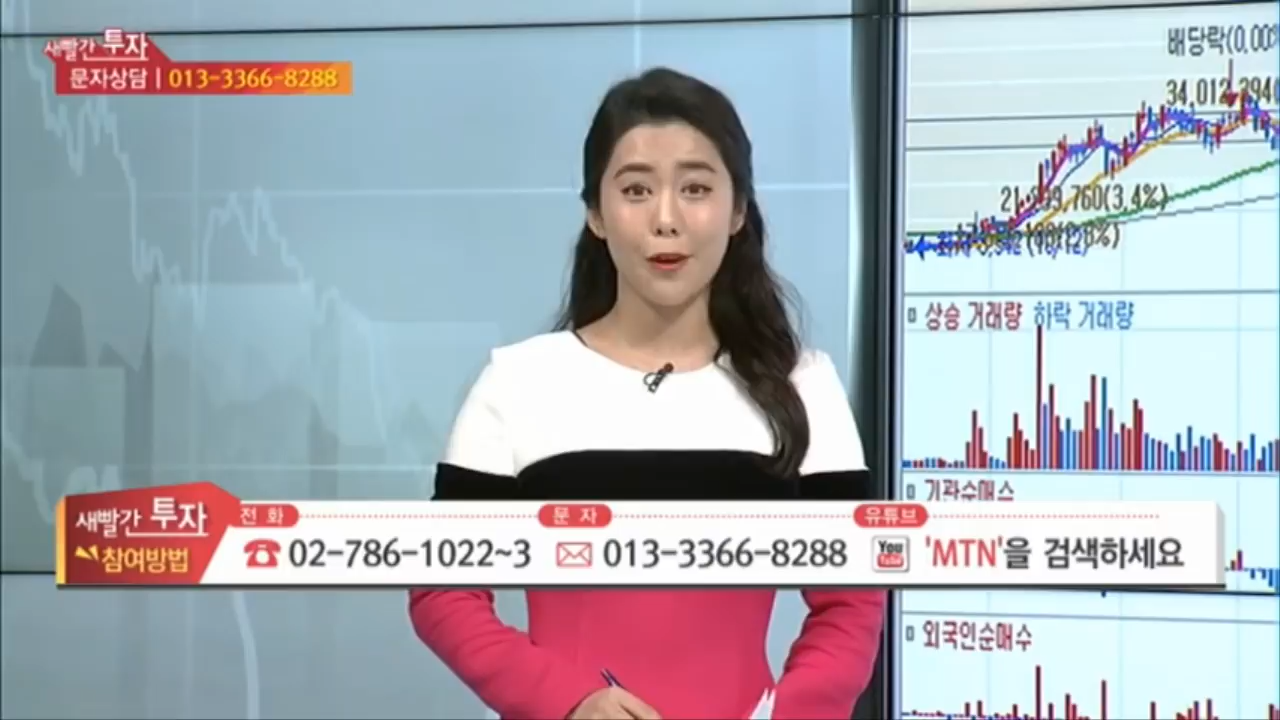 새빨간 투자
문자상담 | 013-3366-8288
배당락(0.00%
34,012,394
21,299,760(3.4%)
상승 거래량 하락 거래량
기관순매수
새빨간 투자
참여방법
전 화
02-786-1022~3
문 자
013-3366-8288
유튜브
You
Tube
'MTN'을 검색하세요
외국인순매수